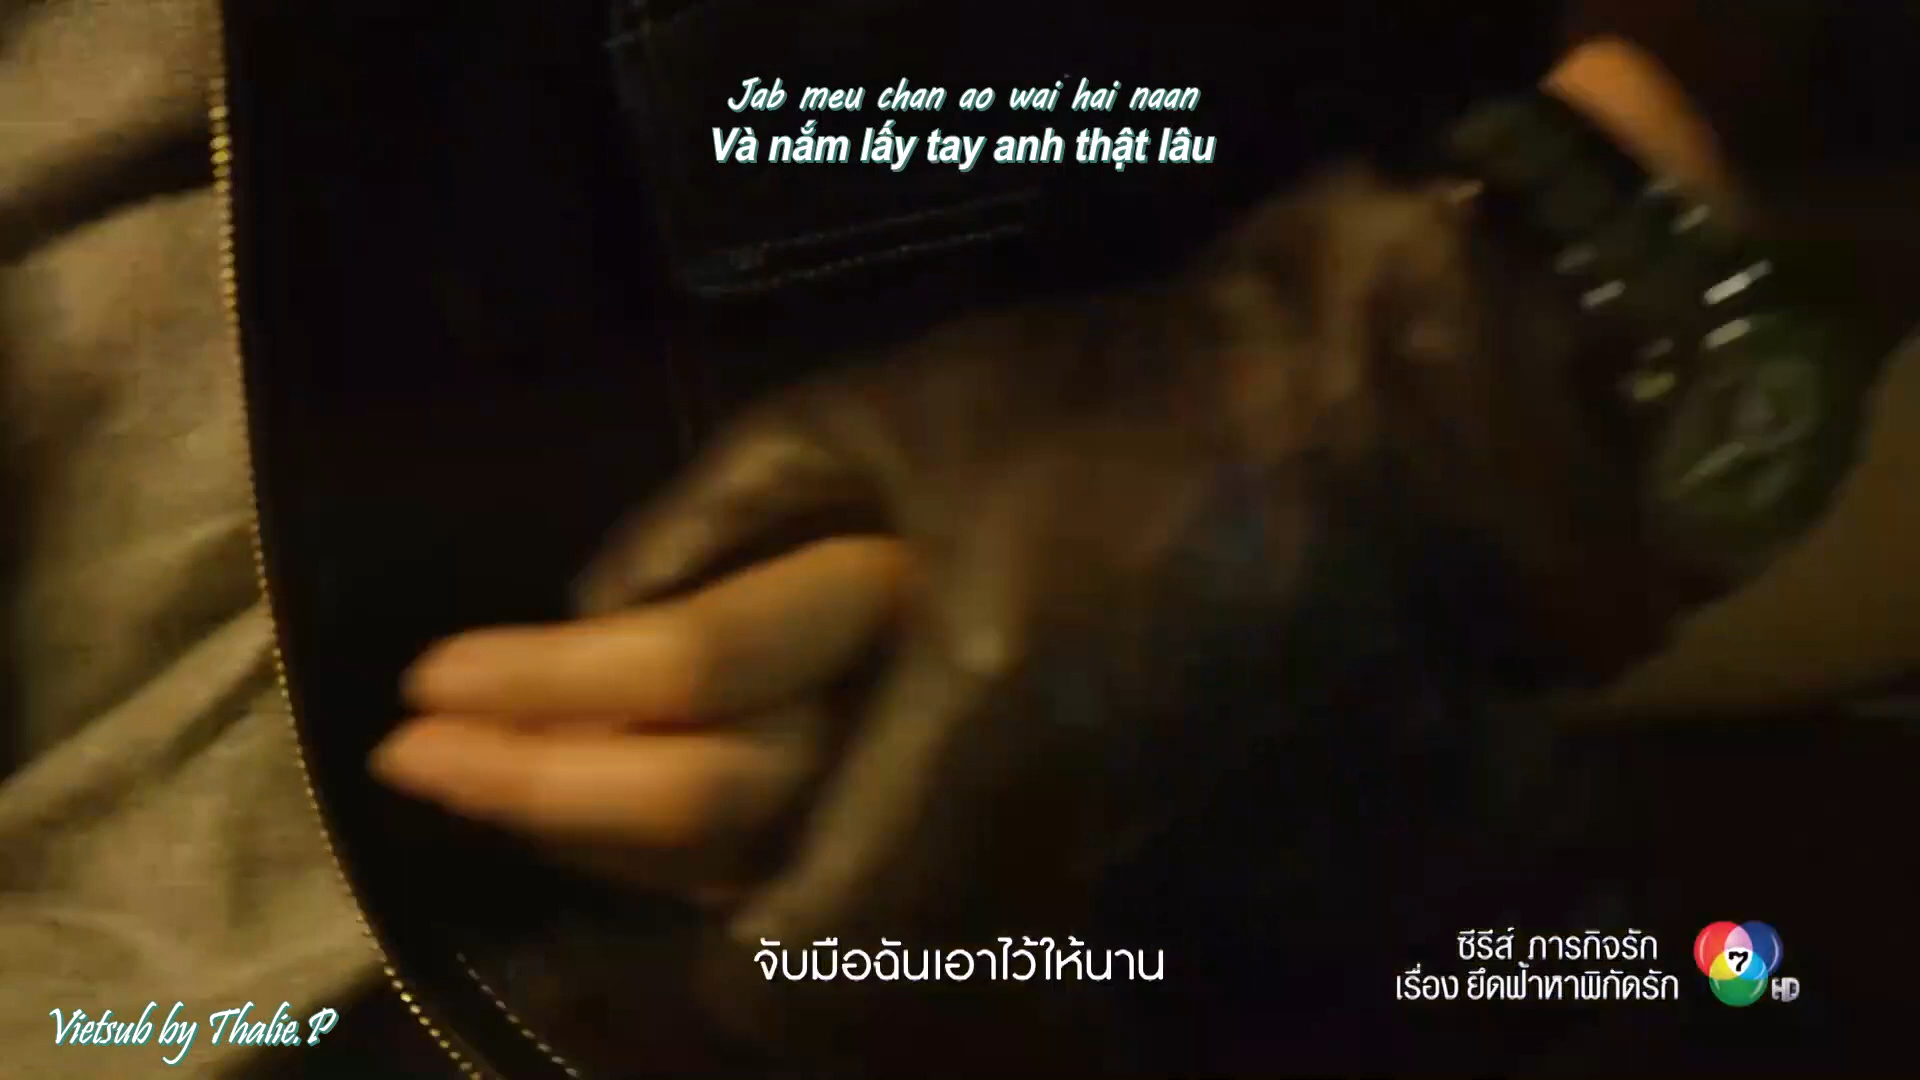 Jab meu chan ao wai hai naan
Và nắm lấy tay anh thật lâu
จับมือฉันเอาไว้ให้นาน
ซีรีส์ ภารกิจรัก
เรื่อง ยึดฟ้าหาพิกัดรัก
7 HD
Vietsub by Thalie.P